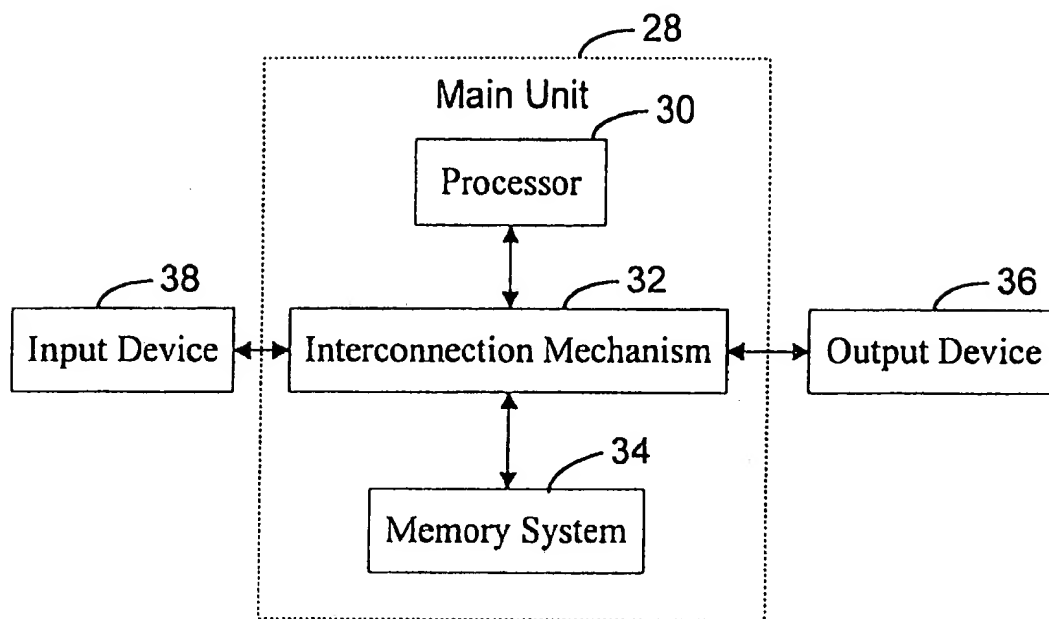 28
Main Unit
30
Processor
38
32
36
Input Device
Interconnection Mechanism
Output Device
34
Memory System